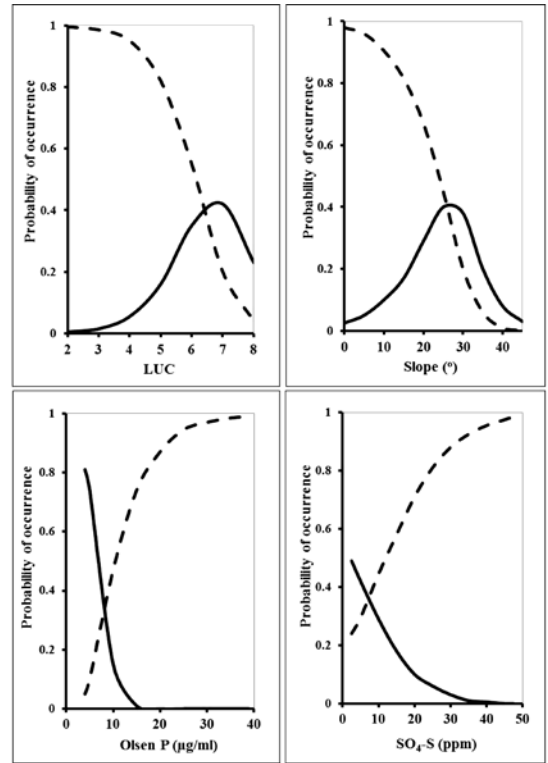 Probability of occurrence
1
0.8
0.6
0.4
0.2
0
2 3 4 5 6 7 8
LUC
Probability of occurrence
1
0.8
0.6
0.4
0.2
0
0 10 20 30 40
Slope (º)
Probability of occurrence
1
0.8
0.6
0.4
0.2
0
0 10 20 30 40
Olsen P (µg/ml)
Probability of occurrence
1
0.8
0.6
0.4
0.2
0
0 10 20 30 40 50
SO₄-S (ppm)